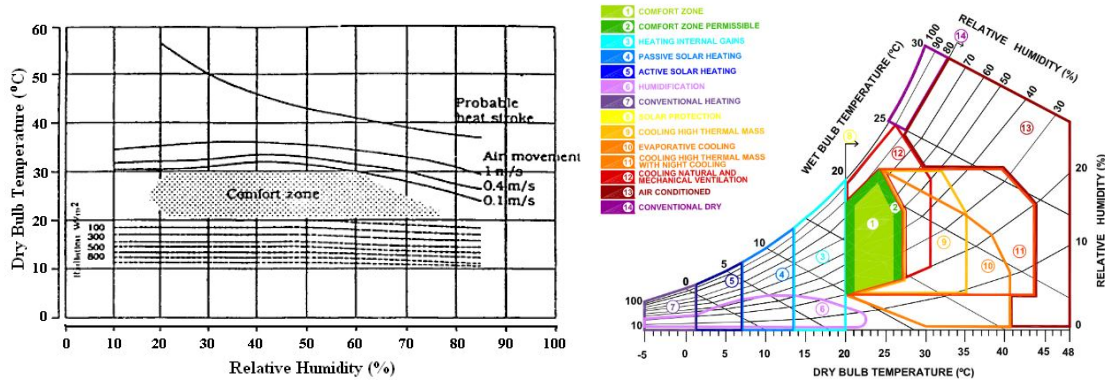 60
50
40
30
20
10
0
Dry Bulb Temperature (°C)
Radiation W/m²
100
300
500
800
Probable
heat stroke
Air movement
1 m/s
0.4 m/s
0.1 m/s
Comfort zone
0 10 20 30 40 50 60 70 80 90 100
Relative Humidity (%)
1 COMFORT ZONE
2 COMFORT ZONE PERMISSIBLE
3 HEATING INTERNAL GAINS
4 PASSIVE SOLAR HEATING
5 ACTIVE SOLAR HEATING
6 HUMIDIFICATION
7 CONVENTIONAL HEATING
8 SOLAR PROTECTION
9 COOLING HIGH THERMAL MASS
10 EVAPORATIVE COOLING
11 COOLING HIGH THERMAL MASS
WITH NIGHT COOLING
12 COOLING NATURAL AND
MECHANICAL VENTILATION
13 AIR CONDITIONED
14 CONVENTIONAL DRY
RELATIVE HUMIDITY (%)
14
30 100 90 80 70 60 50 40 30
WET BULB TEMPERATURE (ºC)
25
20
10
5
0
8
13
12
1
2
3
4
5
6
7
9
10
11
100
10
20
10
0
RELATIVE HUMIDITY (%)
-5 0 5 10 15 20 25 30 35 40 45 48
DRY BULB TEMPERATURE (ºC)